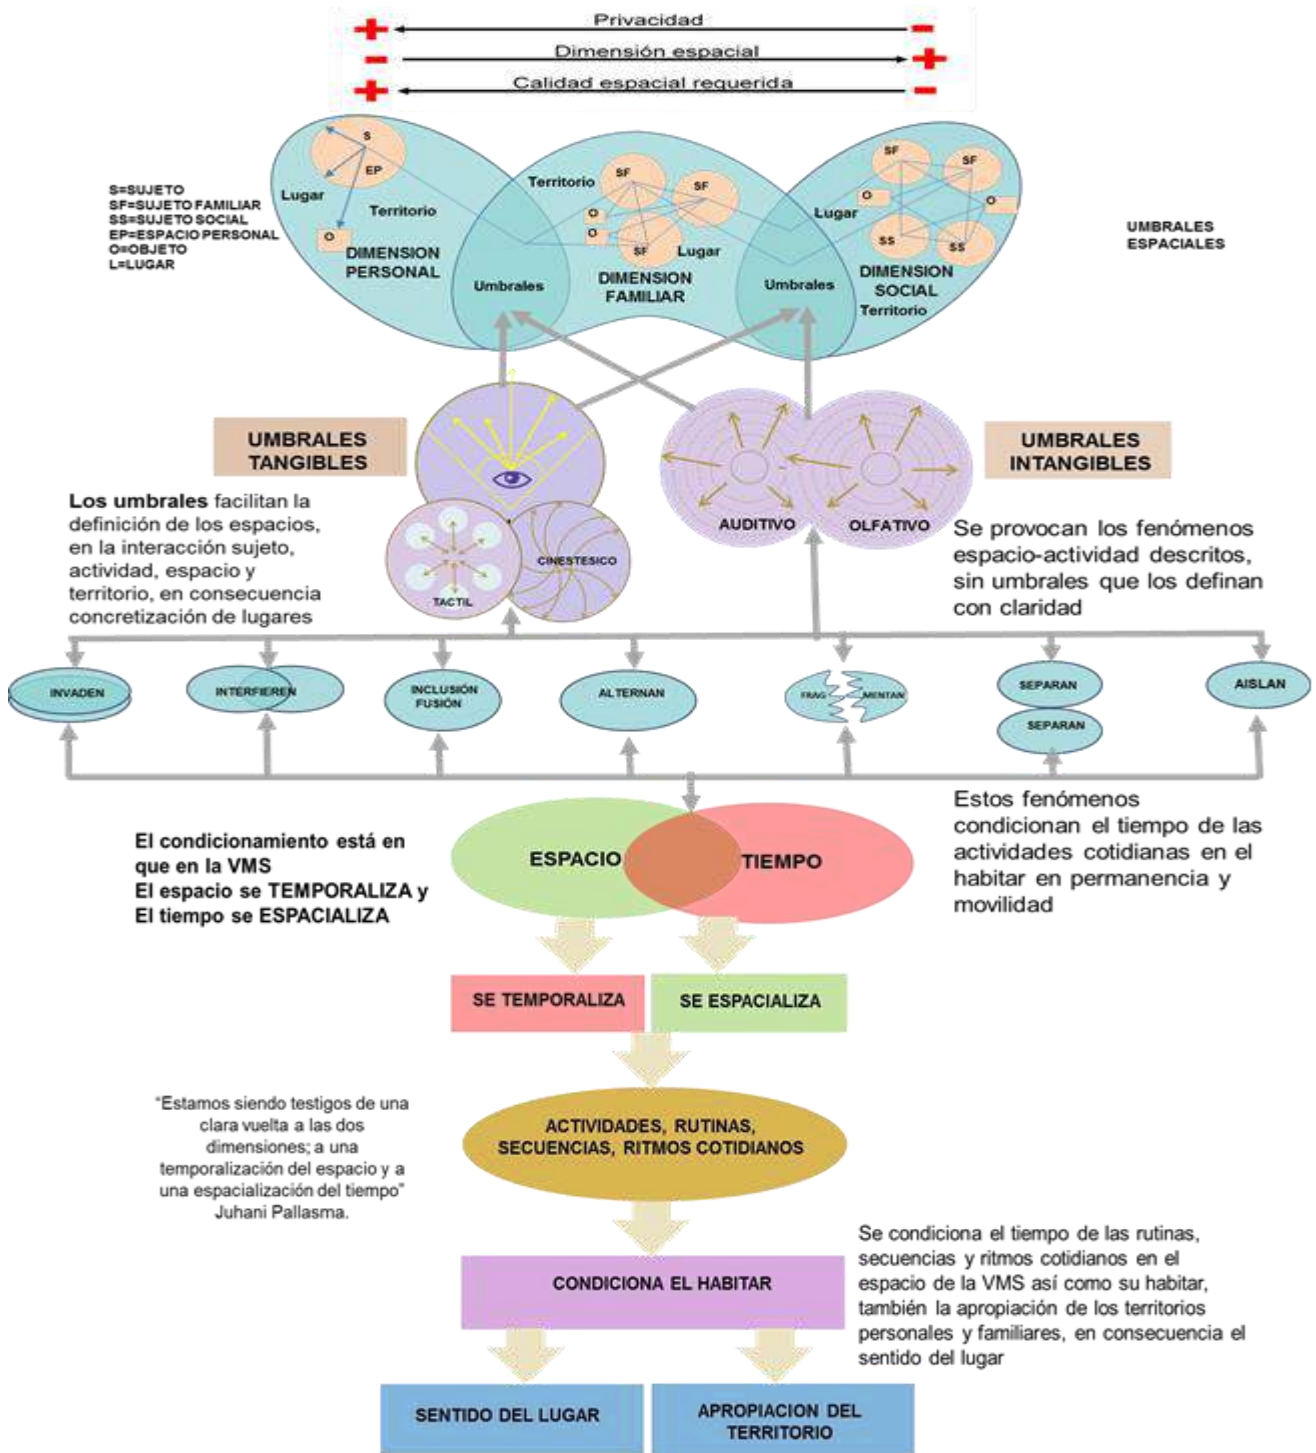 Privacidad
Dimensión espacial
Calidad espacial requerida
S=SUJETO
SF=SUJETO FAMILIAR
SS=SUJETO SOCIAL
EP=ESPACIO PERSONAL
O=OBJETO
L=LUGAR
S
EP
Lugar
Territorio
O
DIMENSION
PERSONAL
Umbrales
Territorio
SF
SF
O
O
SF
Lugar
DIMENSION
FAMILIAR
Umbrales
SF
SF
O
O
Lugar
SS
SS
DIMENSION
SOCIAL
Territorio
UMBRALES
ESPACIALES
UMBRALES
TANGIBLES
Los umbrales facilitan la
definición de los espacios,
en la interacción sujeto,
actividad, espacio y
territorio, en consecuencia
concretización de lugares
TACTIL
CINESTESICO
AUDITIVO
OLFATIVO
UMBRALES
INTANGIBLES
Se provocan los fenómenos
espacio-actividad descritos,
sin umbrales que los definan
con claridad
INVADEN
INTERFIEREN
INCLUSIÓN
FUSIÓN
ALTERNAN
FRAG MENTAN
SEPARAN
SEPARAN
AISLAN
El condicionamiento está en
que en la VMS
El espacio se TEMPORALIZA y
El tiempo se ESPACIALIZA
ESPACIO
TIEMPO
Estos fenómenos
condicionan el tiempo de las
actividades cotidianas en el
habitar en permanencia y
movilidad
SE TEMPORALIZA
SE ESPACIALIZA
"Estamos siendo testigos de una
clara vuelta a las dos
dimensiones; a una
temporalización del espacio y a
una espacialización del tiempo"
Juhani Pallasma.
ACTIVIDADES, RUTINAS,
SECUENCIAS, RITMOS COTIDIANOS
CONDICIONA EL HABITAR
Se condiciona el tiempo de las rutinas,
secuencias y ritmos cotidianos en el
espacio de la VMS así como su habitar,
también la apropiación de los territorios
personales y familiares, en consecuencia el
sentido del lugar
SENTIDO DEL LUGAR
APROPIACION DEL
TERRITORIO